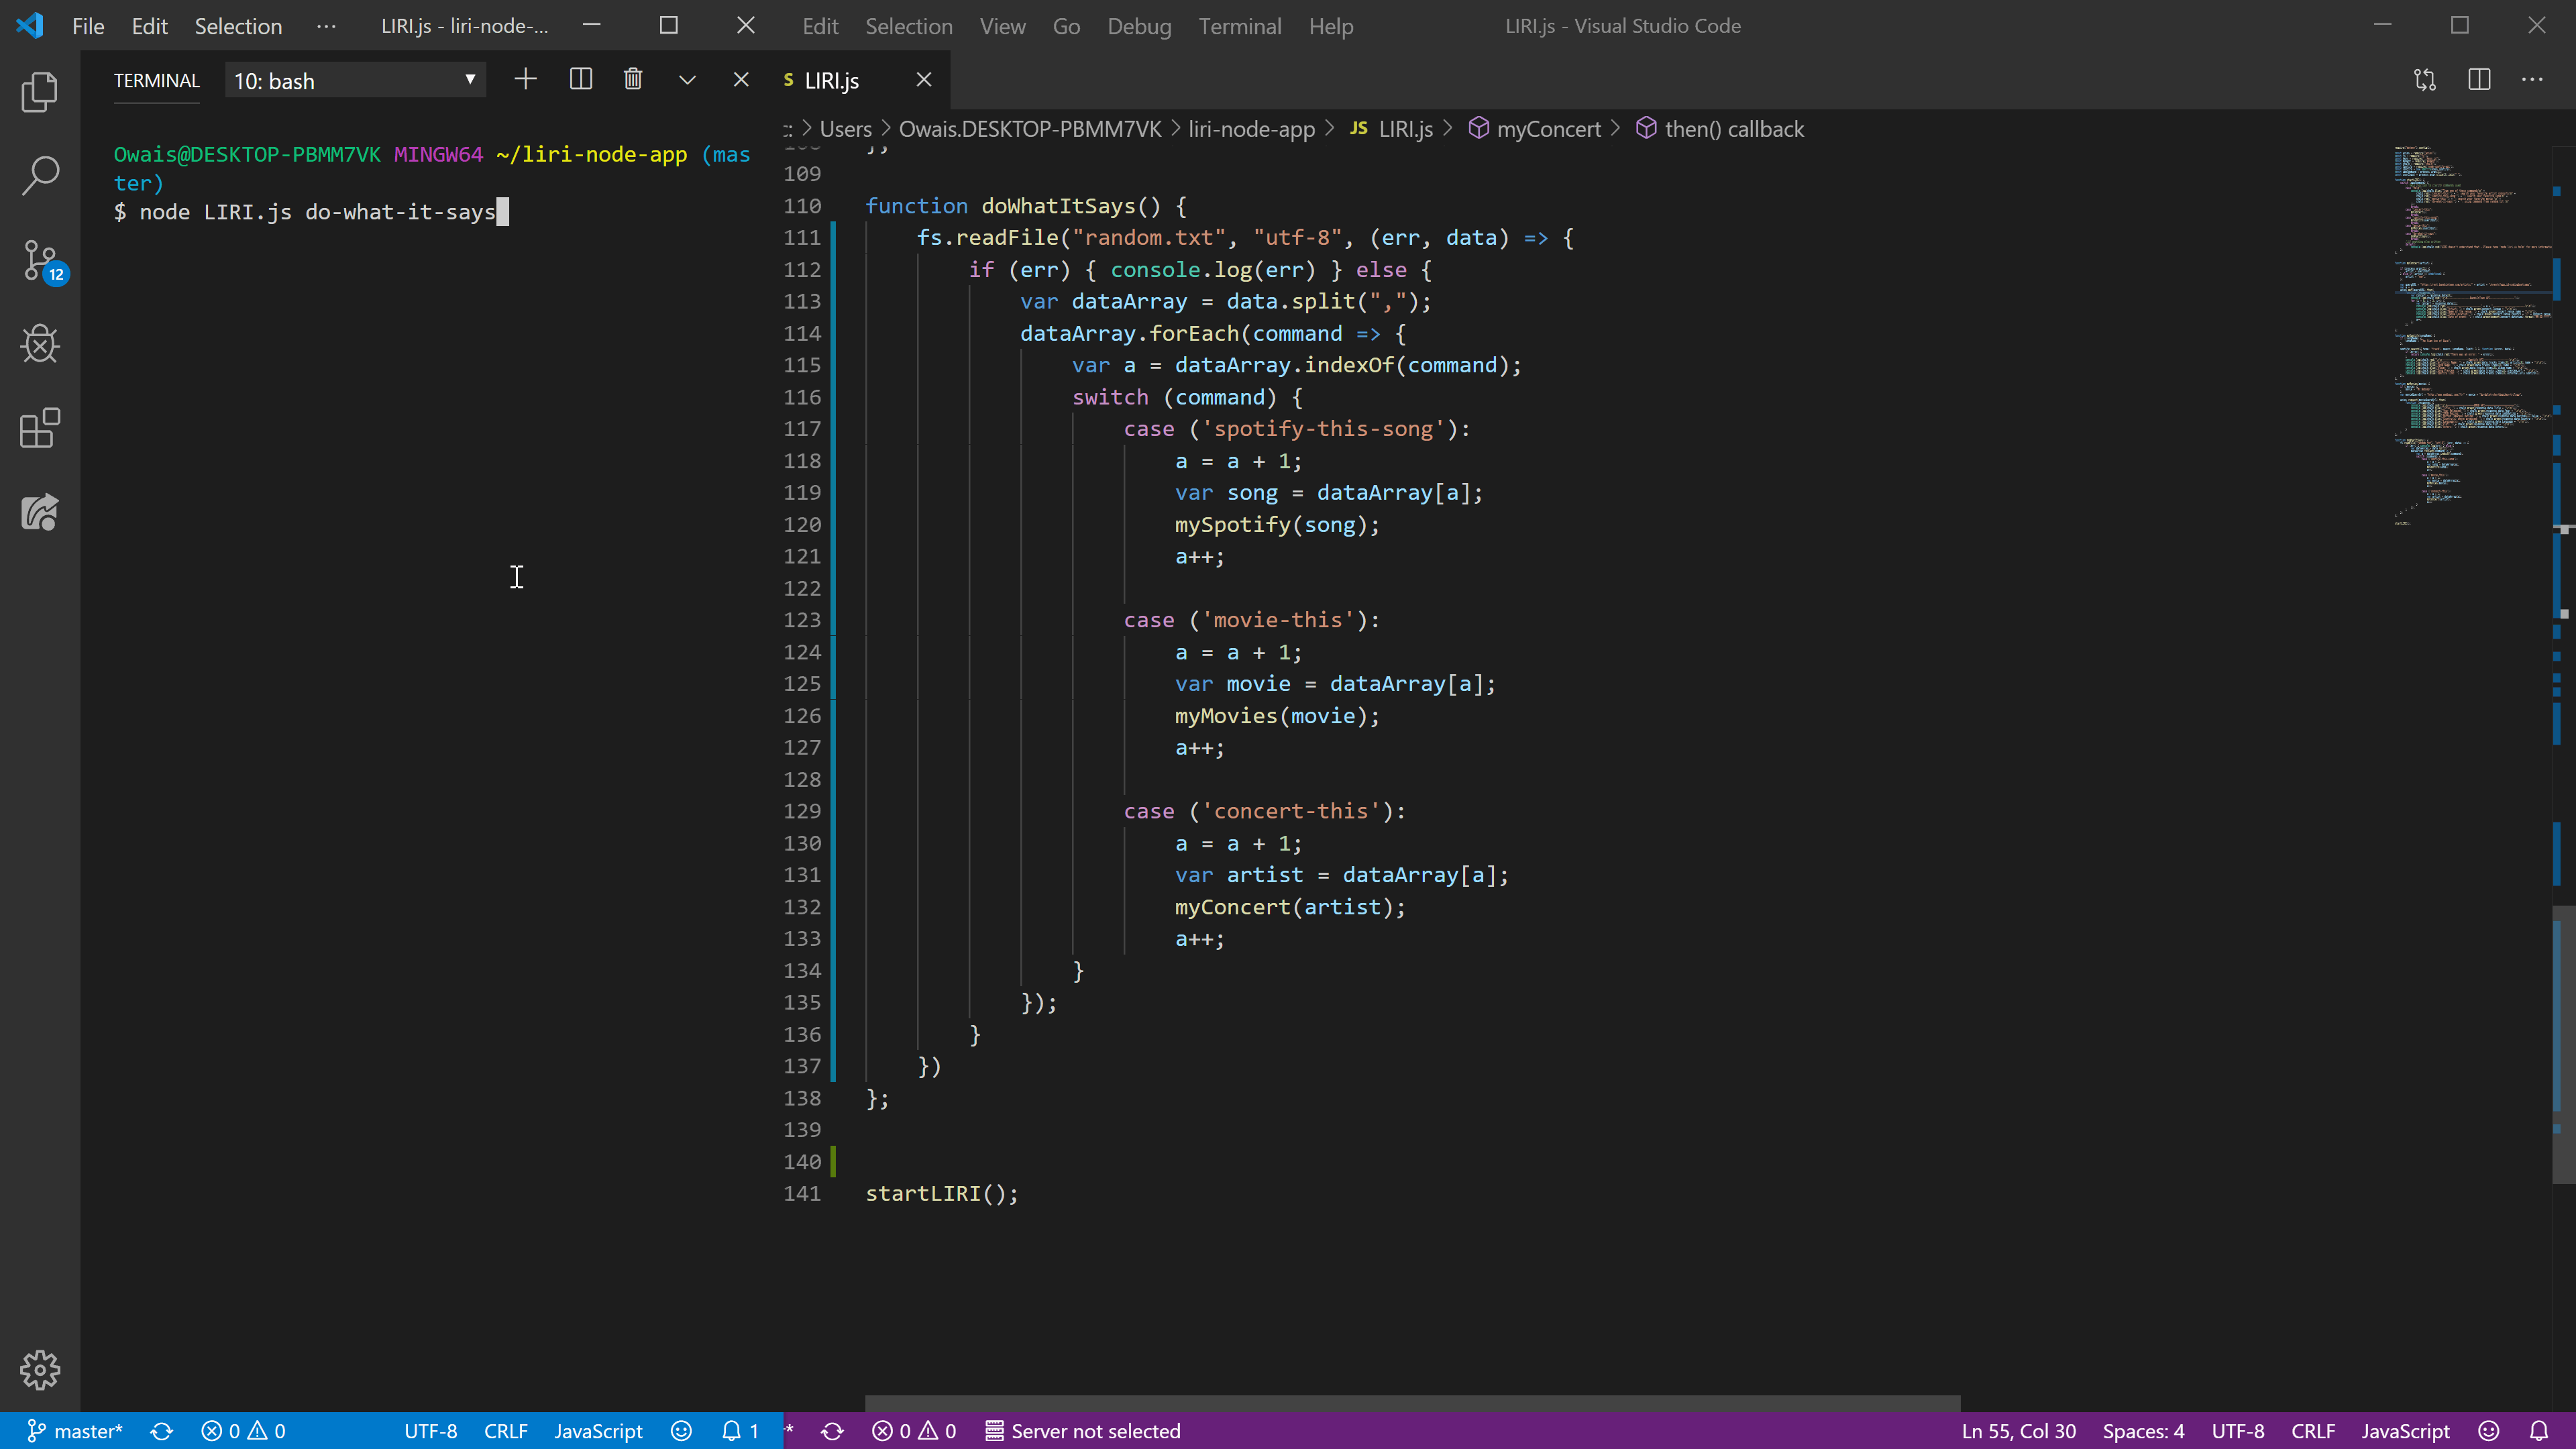 File Edit Selection ··· LIRI.js - liri-node-...
Edit Selection View Go Debug Terminal Help LIRI.js - Visual Studio Code
TERMINAL 10: bash
LIRI.js
Users > Owais.DESKTOP-PBMM7VK > liri-node-app > JS LIRI.js > myConcert > then() callback
Owais@DESKTOP-PBMM7VK MINGW64 ~/liri-node-app (mas
ter)
$ node LIRI.js do-what-it-says
12
109
110 function doWhatItSays() {
111 fs.readFile("random.txt", "utf-8", (err, data) => {
112 if (err) { console.log(err) } else {
113 var dataArray = data.split(",");
114 dataArray.forEach(command => {
115 var a = dataArray.indexOf(command);
116 switch (command) {
117 case ('spotify-this-song'):
118 a = a + 1;
119 var song = dataArray[a];
120 mySpotify(song);
121 a++;
122
123 case ('movie-this'):
124 a = a + 1;
125 var movie = dataArray[a];
126 myMovies(movie);
127 a++;
128
129 case ('concert-this'):
130 a = a + 1;
131 var artist = dataArray[a];
132 myConcert(artist);
133 a++;
134 }
135 });
136 }
137 })
138 };
139
140
141 startLIRI();
master* 0 0 UTF-8 CRLF JavaScript 1
* 0 0 Server not selected Ln 55, Col 30 Spaces: 4 UTF-8 CRLF JavaScript